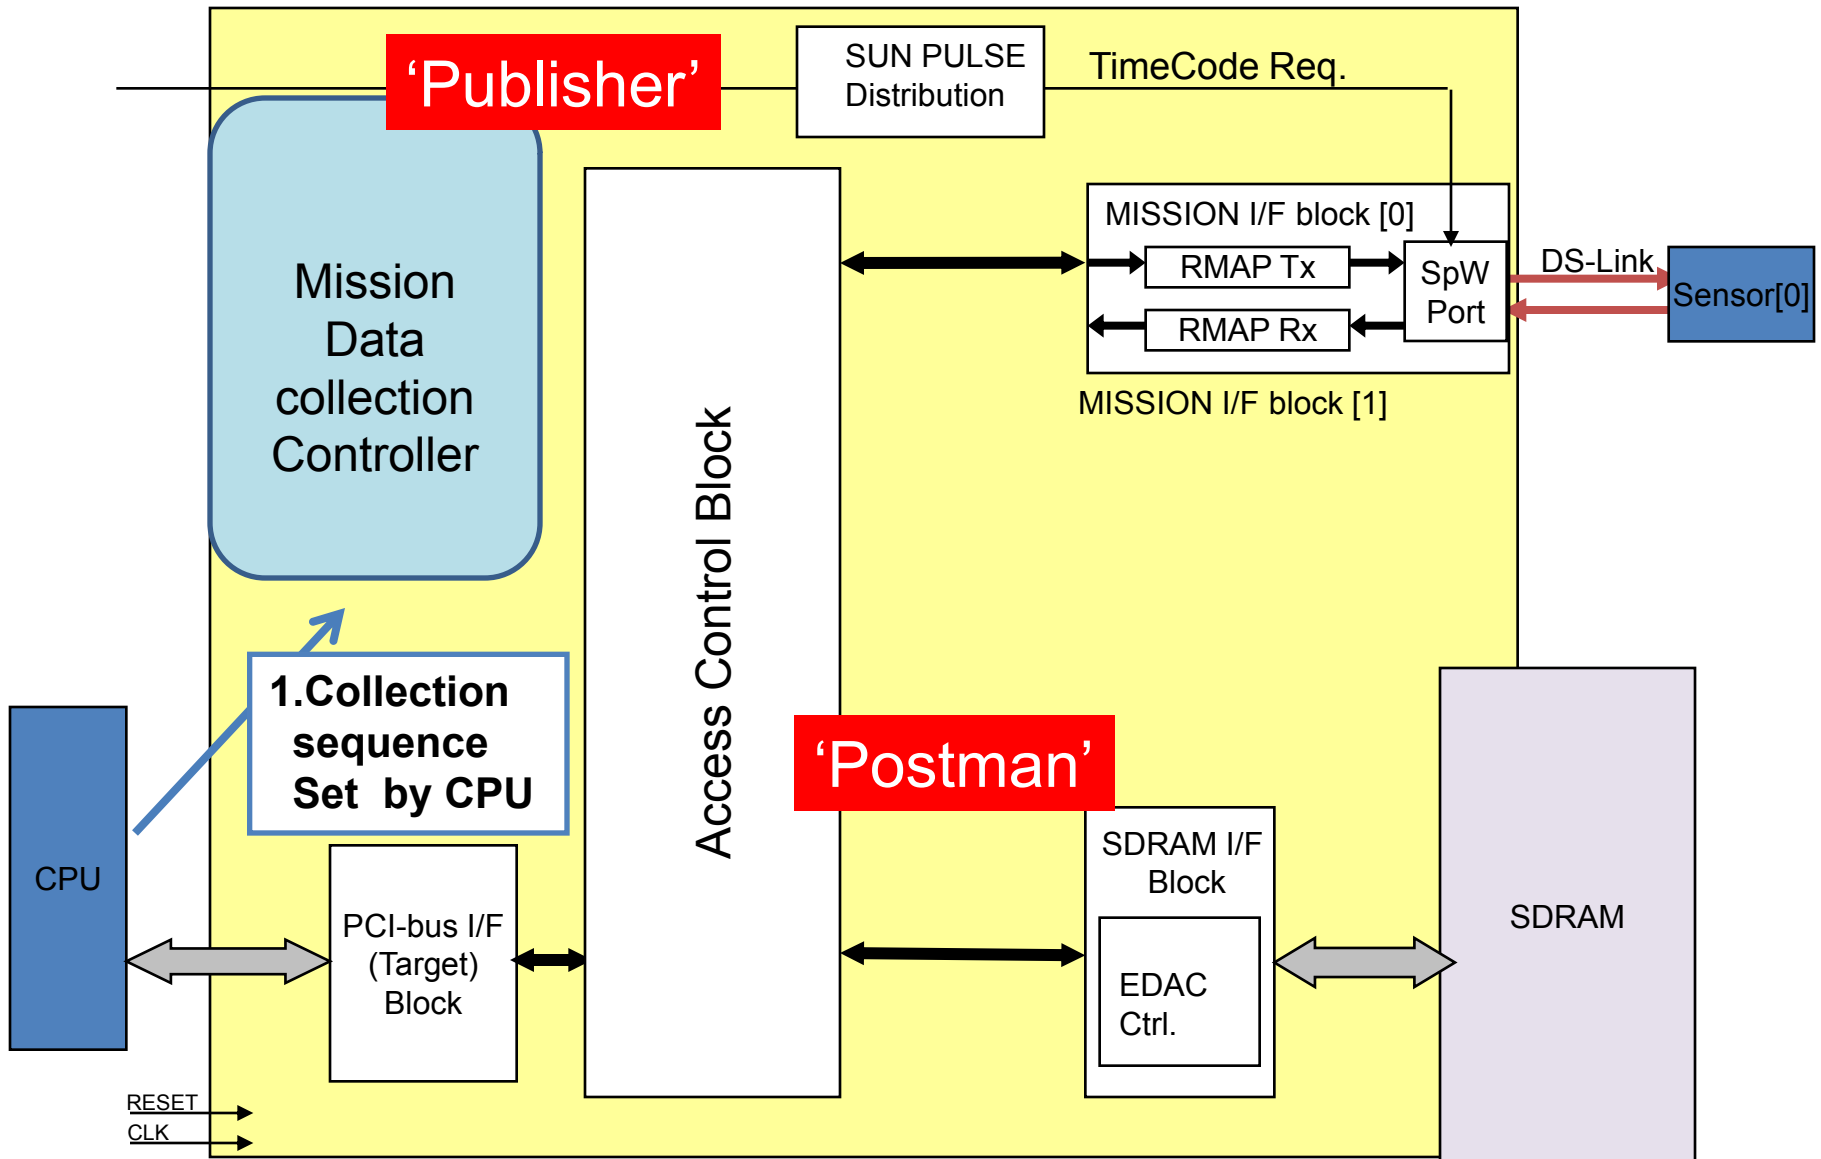 ‘Publisher’
SUN PULSE
Distribution
TimeCode Req.
Mission
Data
collection
Controller
Access Control Block
MISSION I/F block [0]
RMAP Tx
RMAP Rx
SpW
Port
DS-Link
Sensor[0]
MISSION I/F block [1]
1.Collection
sequence
Set by CPU
‘Postman’
CPU
PCI-bus I/F
(Target)
Block
SDRAM I/F
Block
EDAC
Ctrl.
SDRAM
RESET
CLK